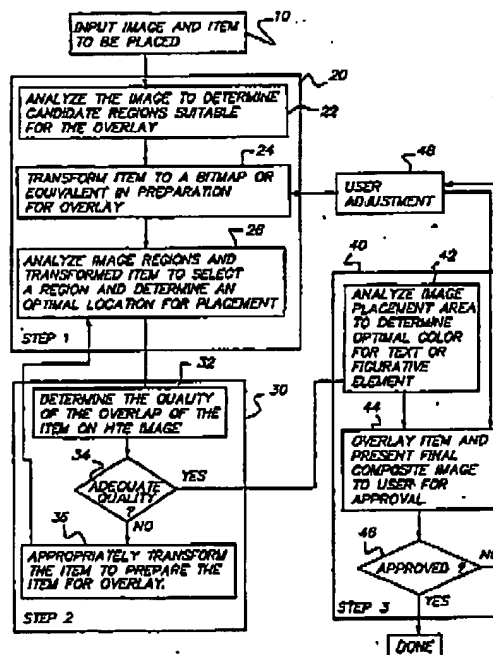 INPUT IMAGE AND ITEM
TO BE PLACED
10
20
ANALYZE THE IMAGE TO DETERMINE
CANDIDATE REGIONS SUITABLE
FOR THE OVERLAY
22
24
TRANSFORM ITEM TO A BITMAP OR
EQUIVALENT IN PREPARATION
FOR OVERLAY
26
ANALYZE IMAGE REGIONS AND
TRANSFORMED ITEM TO SELECT
A REGION AND DETERMINE AN
OPTIMAL LOCATION FOR PLACEMENT
STEP 1
32
30
DETERMINE THE QUALITY
OF THE OVERLAP OF THE
ITEM ON HTE IMAGE
34
ADEQUATE
QUALITY
?
YES
NO
36
APPROPRIATELY TRANSFORM
THE ITEM TO PREPARE THE
ITEM FOR OVERLAY.
STEP 2
48
USER
ADJUSTMENT
40
42
ANALYZE IMAGE
PLACEMENT AREA
TO DETERMINE
OPTIMAL COLOR
FOR TEXT OR
FIGURATIVE
ELEMENT
44
OVERLAY ITEM AND
PRESENT FINAL
COMPOSITE IMAGE
TO USER FOR
APPROVAL
46
APPROVED ?
NO
YES
STEP 3
DONE